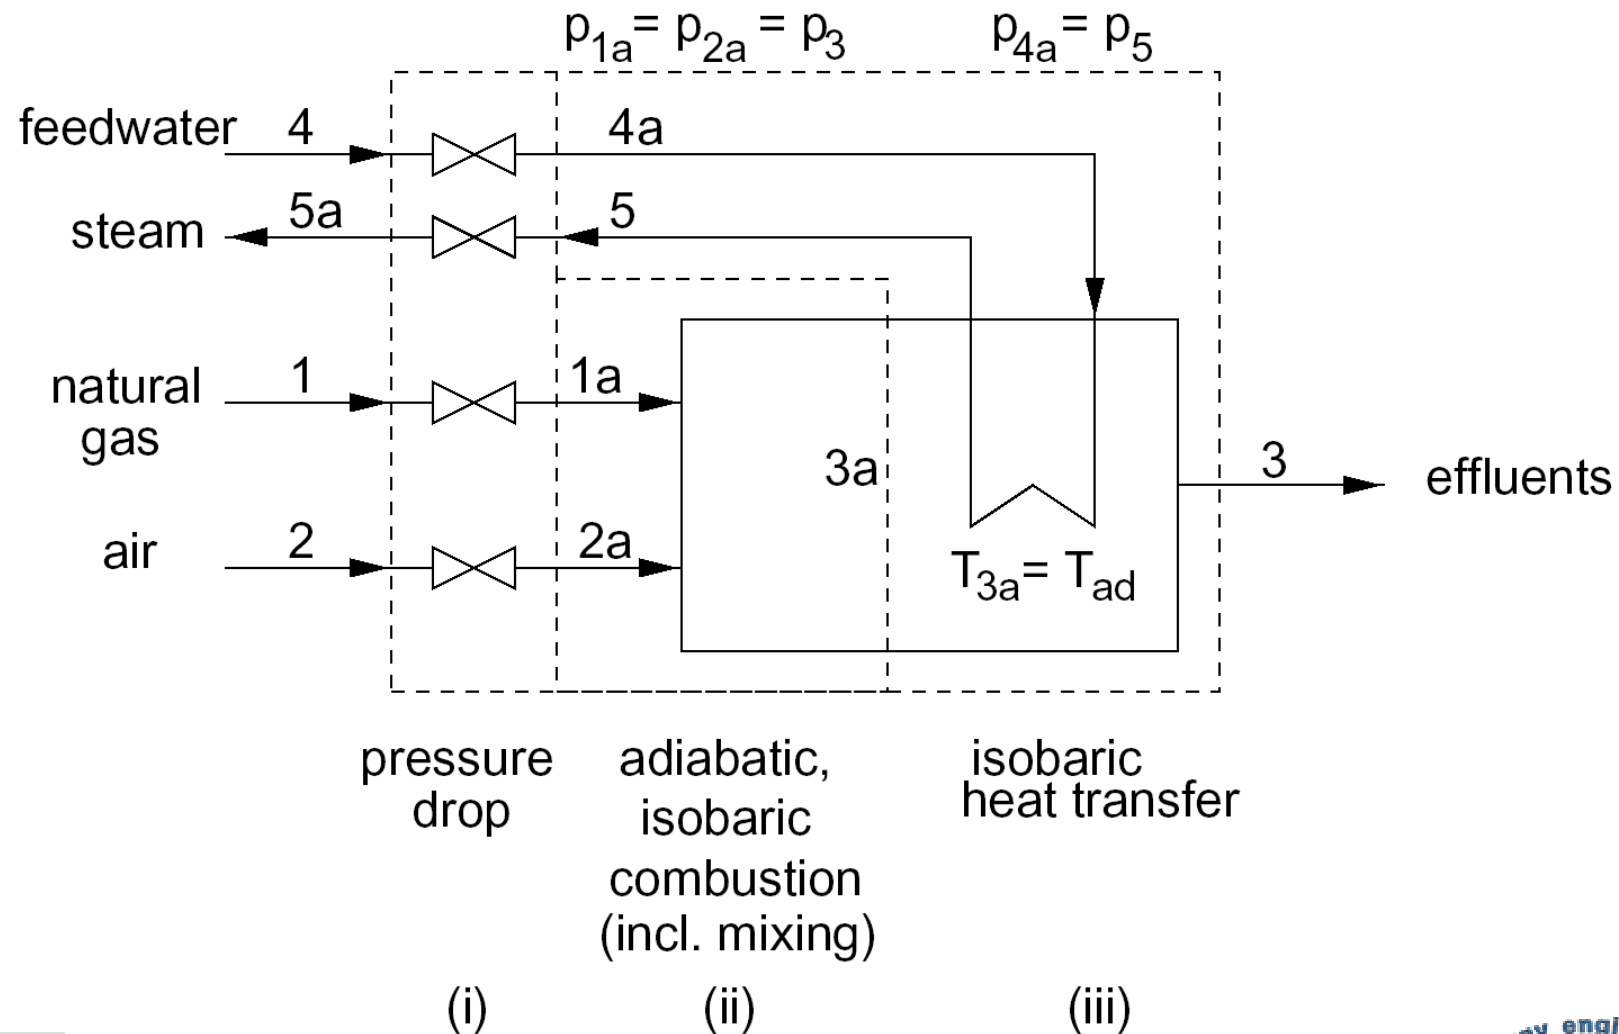 p1a= p2a = p3
p4a= p5
feedwater
4
4a
steam
5a
5
natural
gas
1
1a
air
2
2a
3a
T3a= Tad
3
effluents
pressure
drop
adiabatic,
isobaric
combustion
(incl. mixing)
isobaric
heat transfer
(i)
(ii)
(iii)